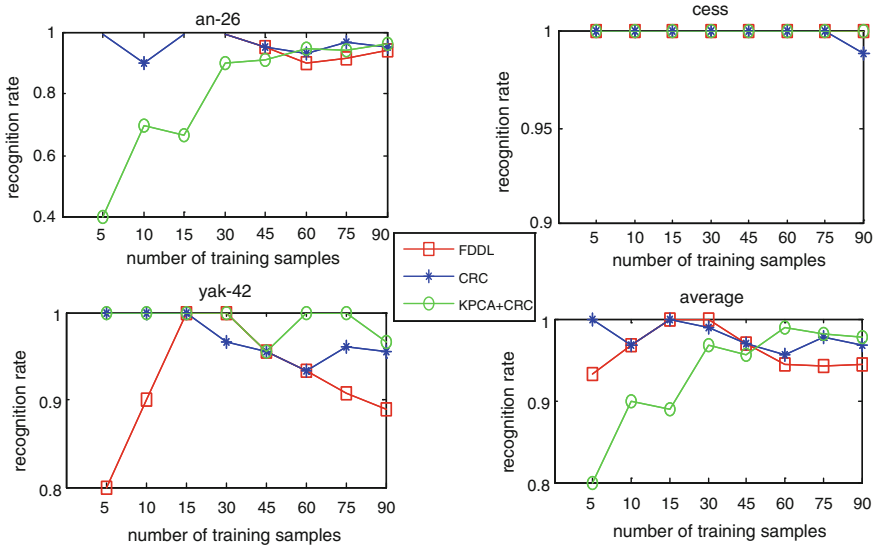 an-26
1
0.8
0.6
0.4
recognition rate
5 10 15 30 45 60 75 90
number of training samples
cess
1
0.95
0.9
recognition rate
5 10 15 30 45 60 75 90
number of training samples
FDDL
CRC
KPCA+CRC
yak-42
1
0.9
0.8
recognition rate
5 10 15 30 45 60 75 90
number of training samples
average
1
0.9
0.8
recognition rate
5 10 15 30 45 60 75 90
number of training samples